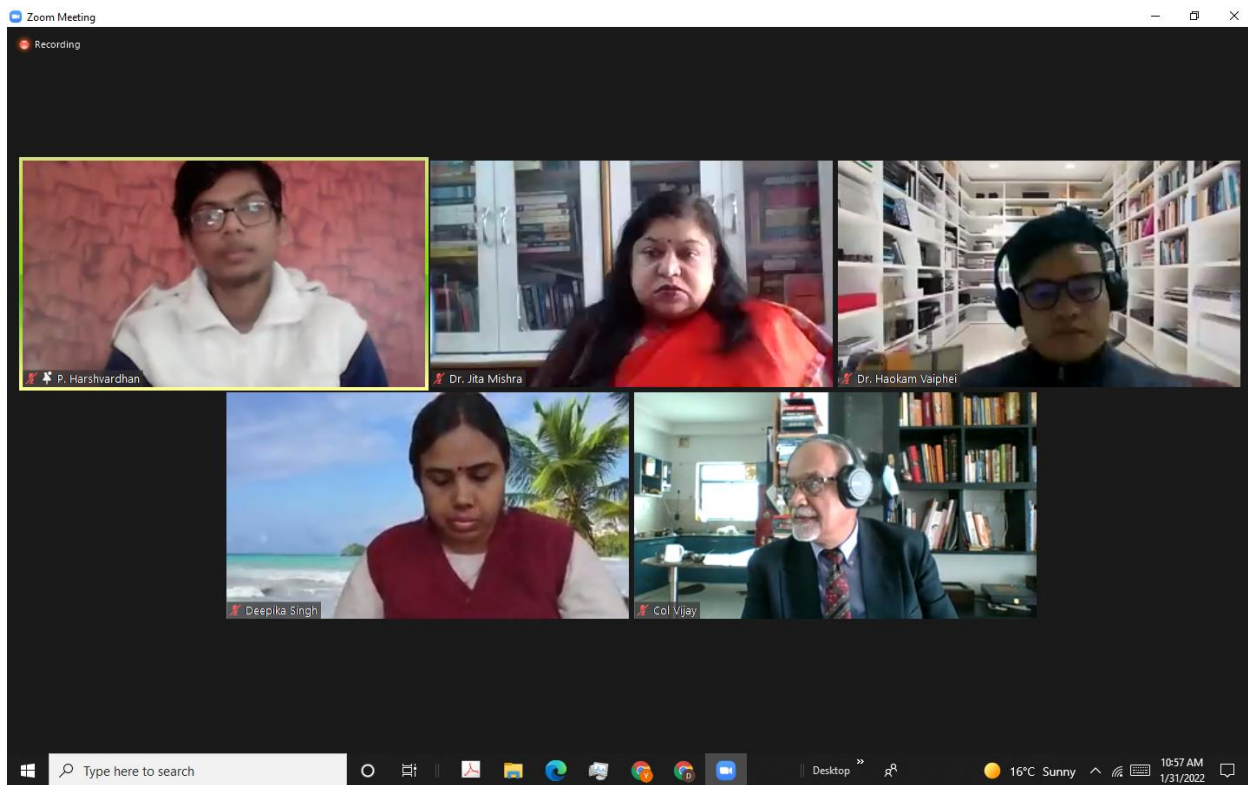 Zoom Meeting
Recording
P. Harshvardhan
Dr. Jita Mishra
Dr. Haokam Vaiphei
Deepika Singh
Col Vijay
Type here to search
Desktop
16°C Sunny
10:57 AM
1/31/2022